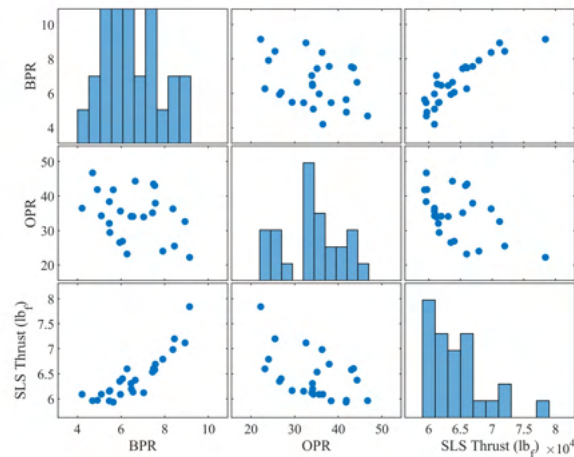 10
8
6
4
BPR
50
40
30
20
OPR
8
7.5
7
6.5
6
SLS Thrust (lbf)
4 6 8 10 20 30 40 50 6 6.5 7 7.5 8
BPR OPR SLS Thrust (lbf) ×10⁴